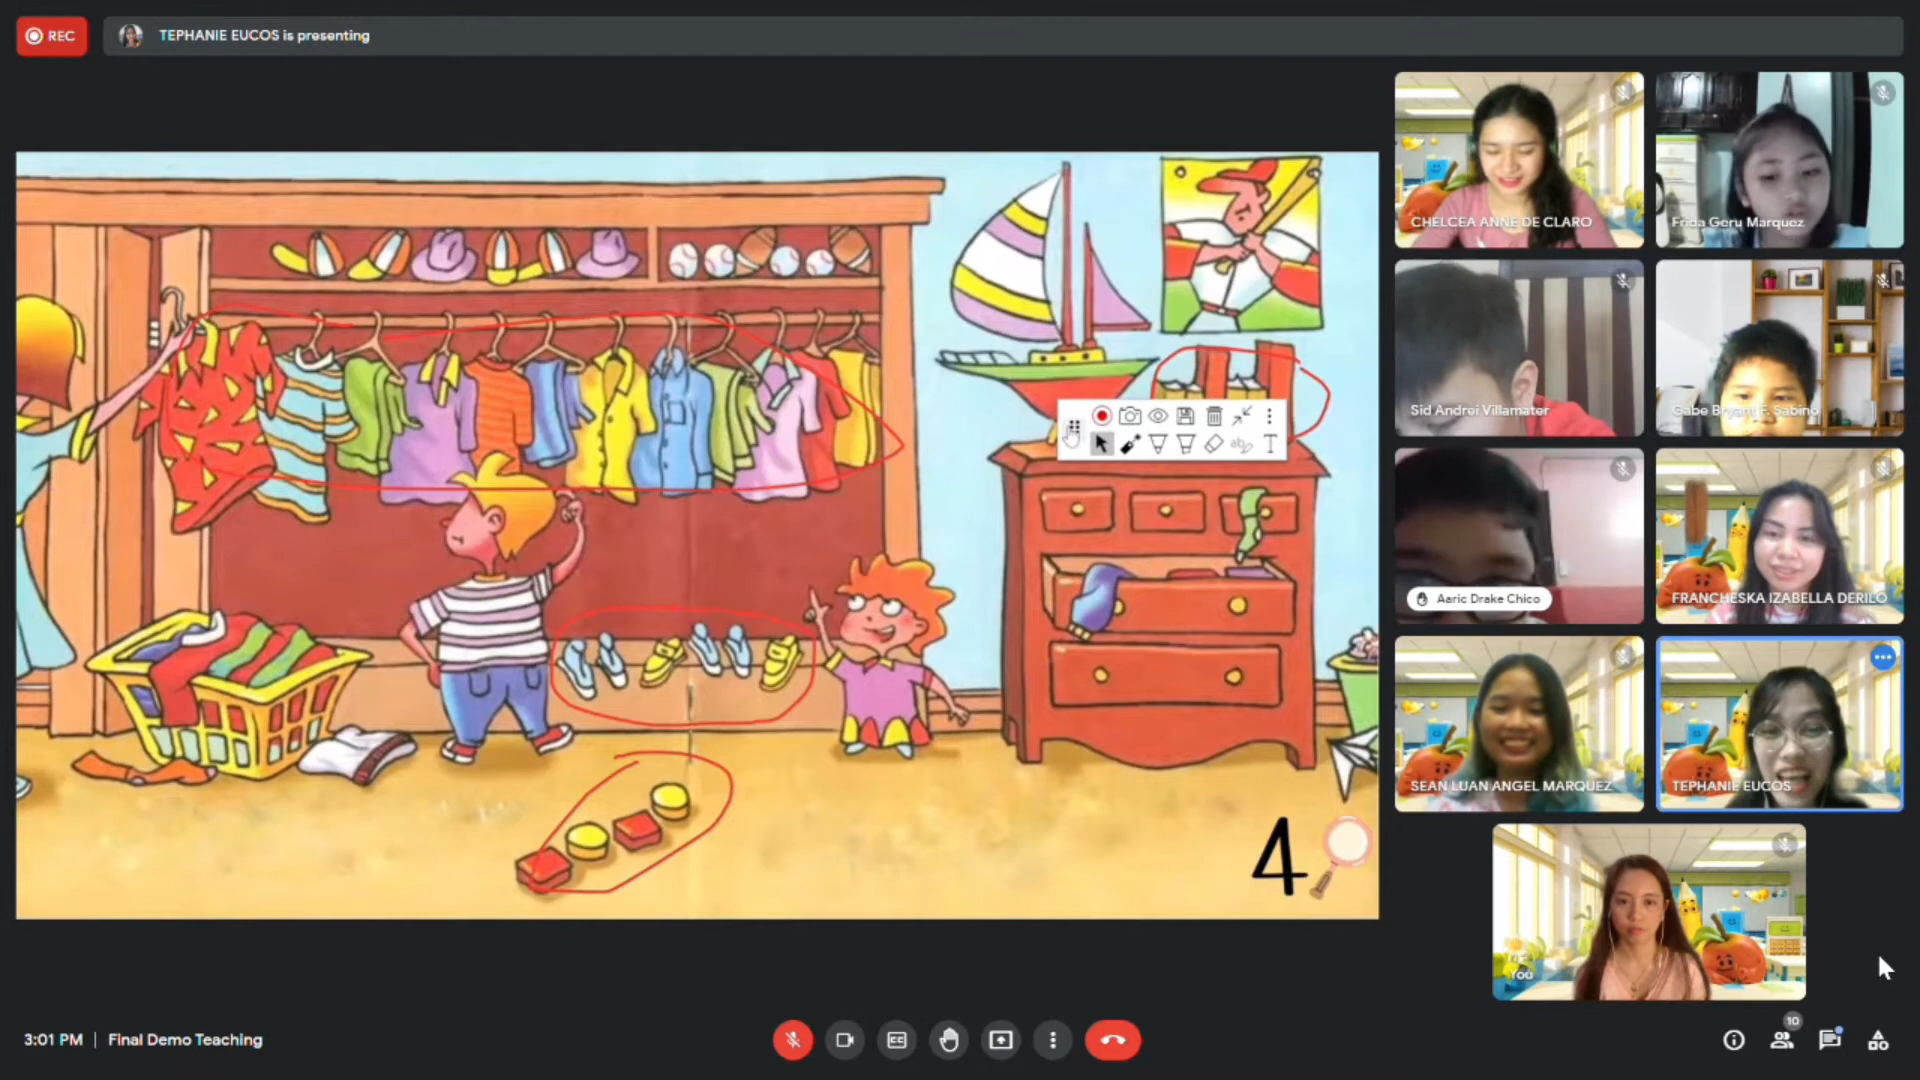 REC
TEPHANIE EUCOS is presenting
CHELCEA ANNE DE CLARO
Frida Geru Marquez
Sid Andrei Villamater
Gabe Bryant F. Sabino
Aaric Drake Chico
FRANCHESKA IZABELLA DERILO
SEAN LUAN ANGEL MARQUEZ
TEPHANIE EUCOS
You
ab
T
4
3:01 PM | Final Demo Teaching
CC
10